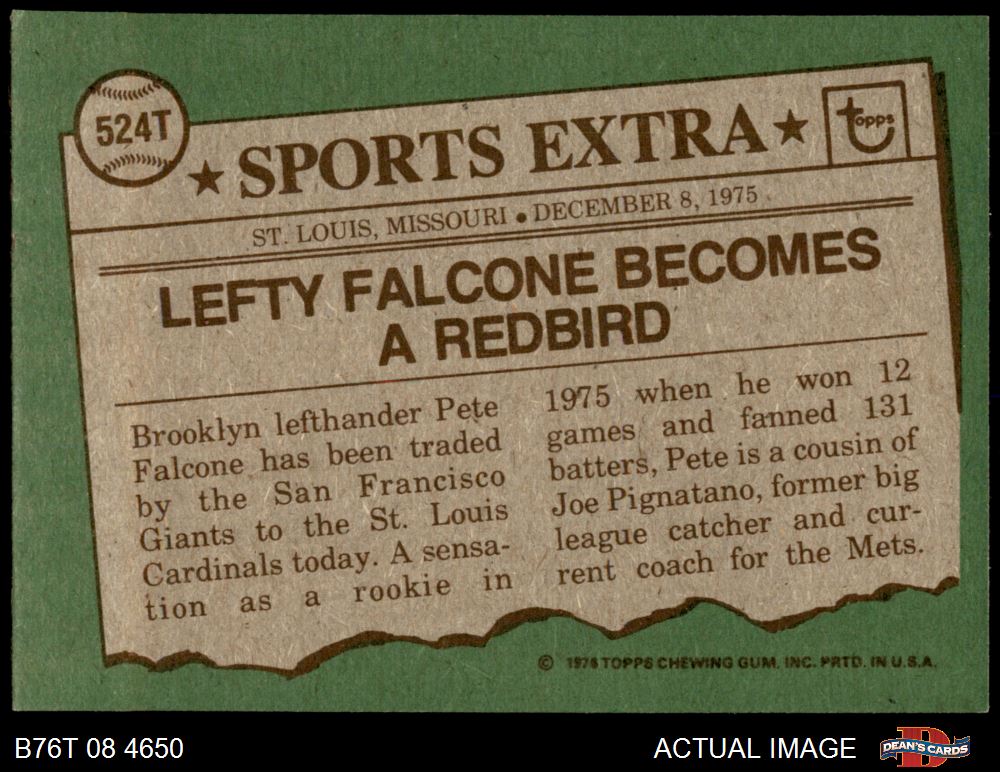 524T
★ SPORTS EXTRA ★
topps
ST. LOUIS, MISSOURI • DECEMBER 8, 1975
LEFTY FALCONE BECOMES
A REDBIRD
Brooklyn lefthander Pete
Falcone has been traded
by the San Francisco
Giants to the St. Louis
Cardinals today. A sensa-
tion as a rookie in
1975 when he won 12
games and fanned 131
batters, Pete is a cousin of
Joe Pignatano, former big
league catcher and cur-
rent coach for the Mets.
© 1976 TOPPS CHEWING GUM, INC. PRTD. IN U.S.A.
B76T 08 4650
ACTUAL IMAGE
D
DEAN'S CARDS